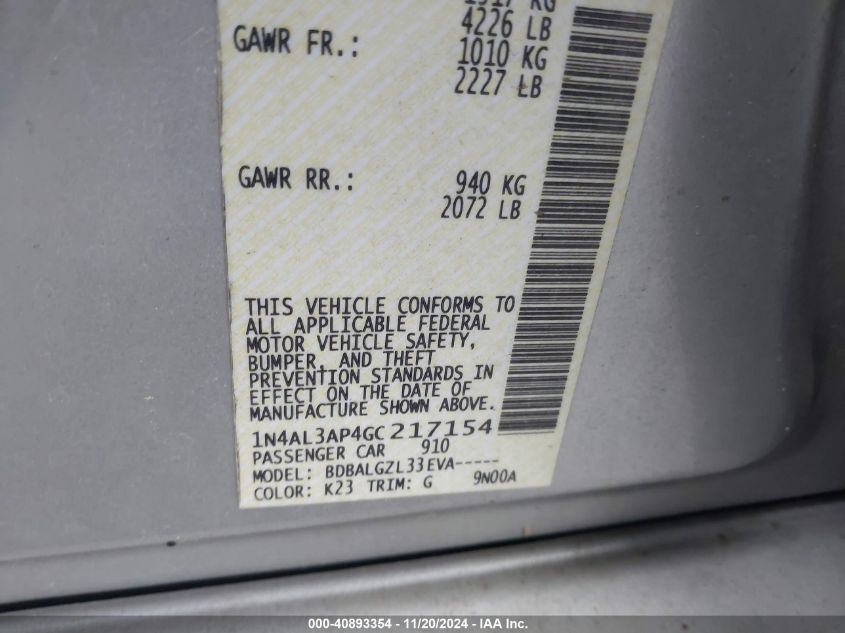 4226 LB
GAWR FR.: 1010 KG
2227 LB
GAWR RR.: 940 KG
2072 LB
THIS VEHICLE CONFORMS TO
ALL APPLICABLE FEDERAL
MOTOR VEHICLE SAFETY,
BUMPER, AND THEFT
PREVENTION STANDARDS IN
EFFECT ON THE DATE OF
MANUFACTURE SHOWN ABOVE.
1N4AL3AP4GC217154
PASSENGER CAR 910
MODEL: BDBALGZL33EVA-----
COLOR: K23 TRIM: G 9N00A
000-40893354 - 11/20/2024 - IAA Inc.